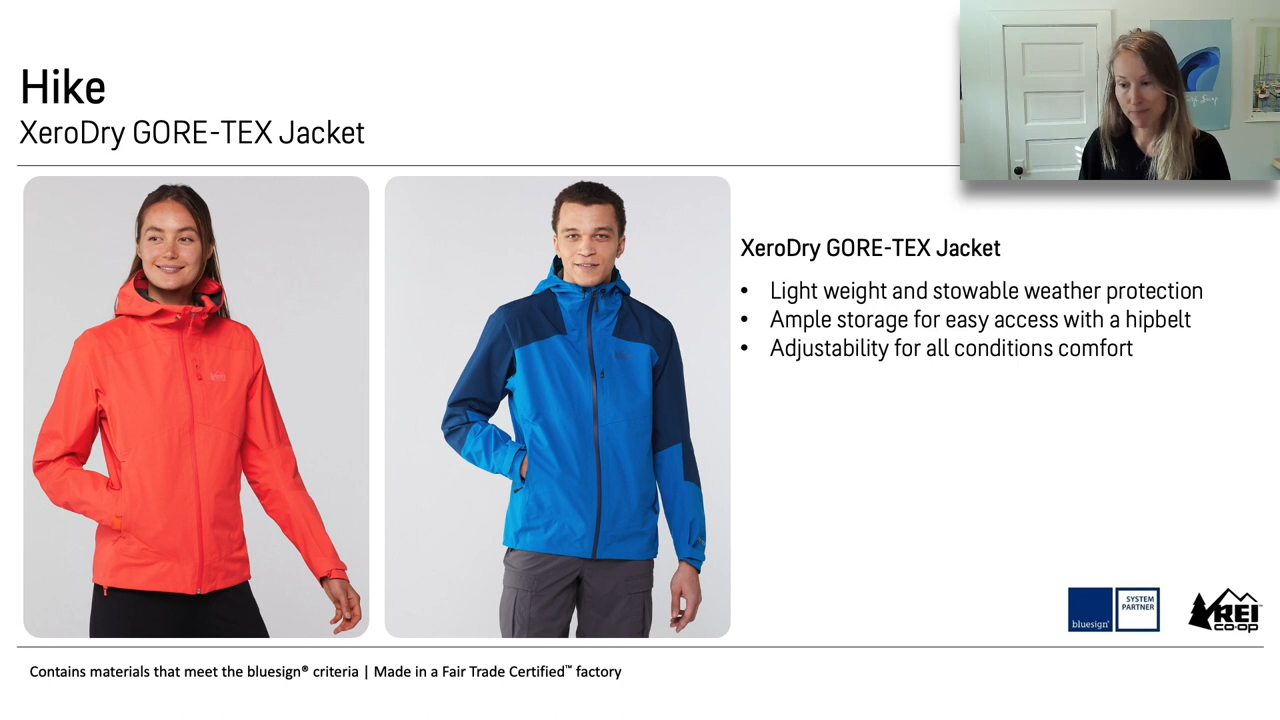 Hike
XeroDry GORE-TEX Jacket
XeroDry GORE-TEX Jacket
• Light weight and stowable weather protection
• Ample storage for easy access with a hipbelt
• Adjustability for all conditions comfort
bluesign®
SYSTEM
PARTNER
REI
co·op
Contains materials that meet the bluesign® criteria | Made in a Fair Trade Certified™ factory